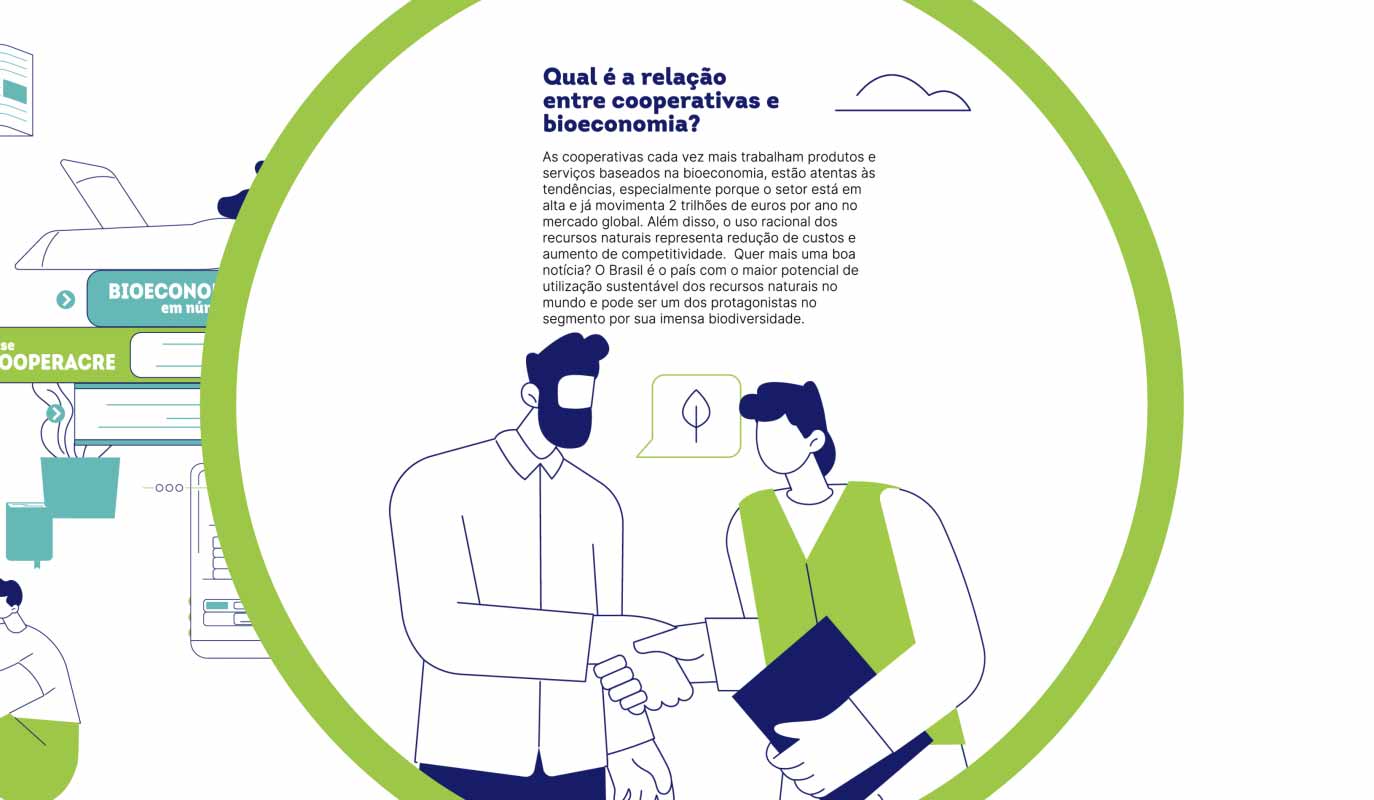 Qual é a relação
entre cooperativas e
bioeconomia?
As cooperativas cada vez mais trabalham produtos e
serviços baseados na bioeconomia, estão atentas às
tendências, especialmente porque o setor está em
alta e já movimenta 2 trilhões de euros por ano no
mercado global. Além disso, o uso racional dos
recursos naturais representa redução de custos e
aumento de competitividade.  Quer mais uma boa
notícia? O Brasil é o país com o maior potencial de
utilização sustentável dos recursos naturais no
mundo e pode ser um dos protagonistas no
segmento por sua imensa biodiversidade.
BIOECONO
em núr
se
OOPERACRE